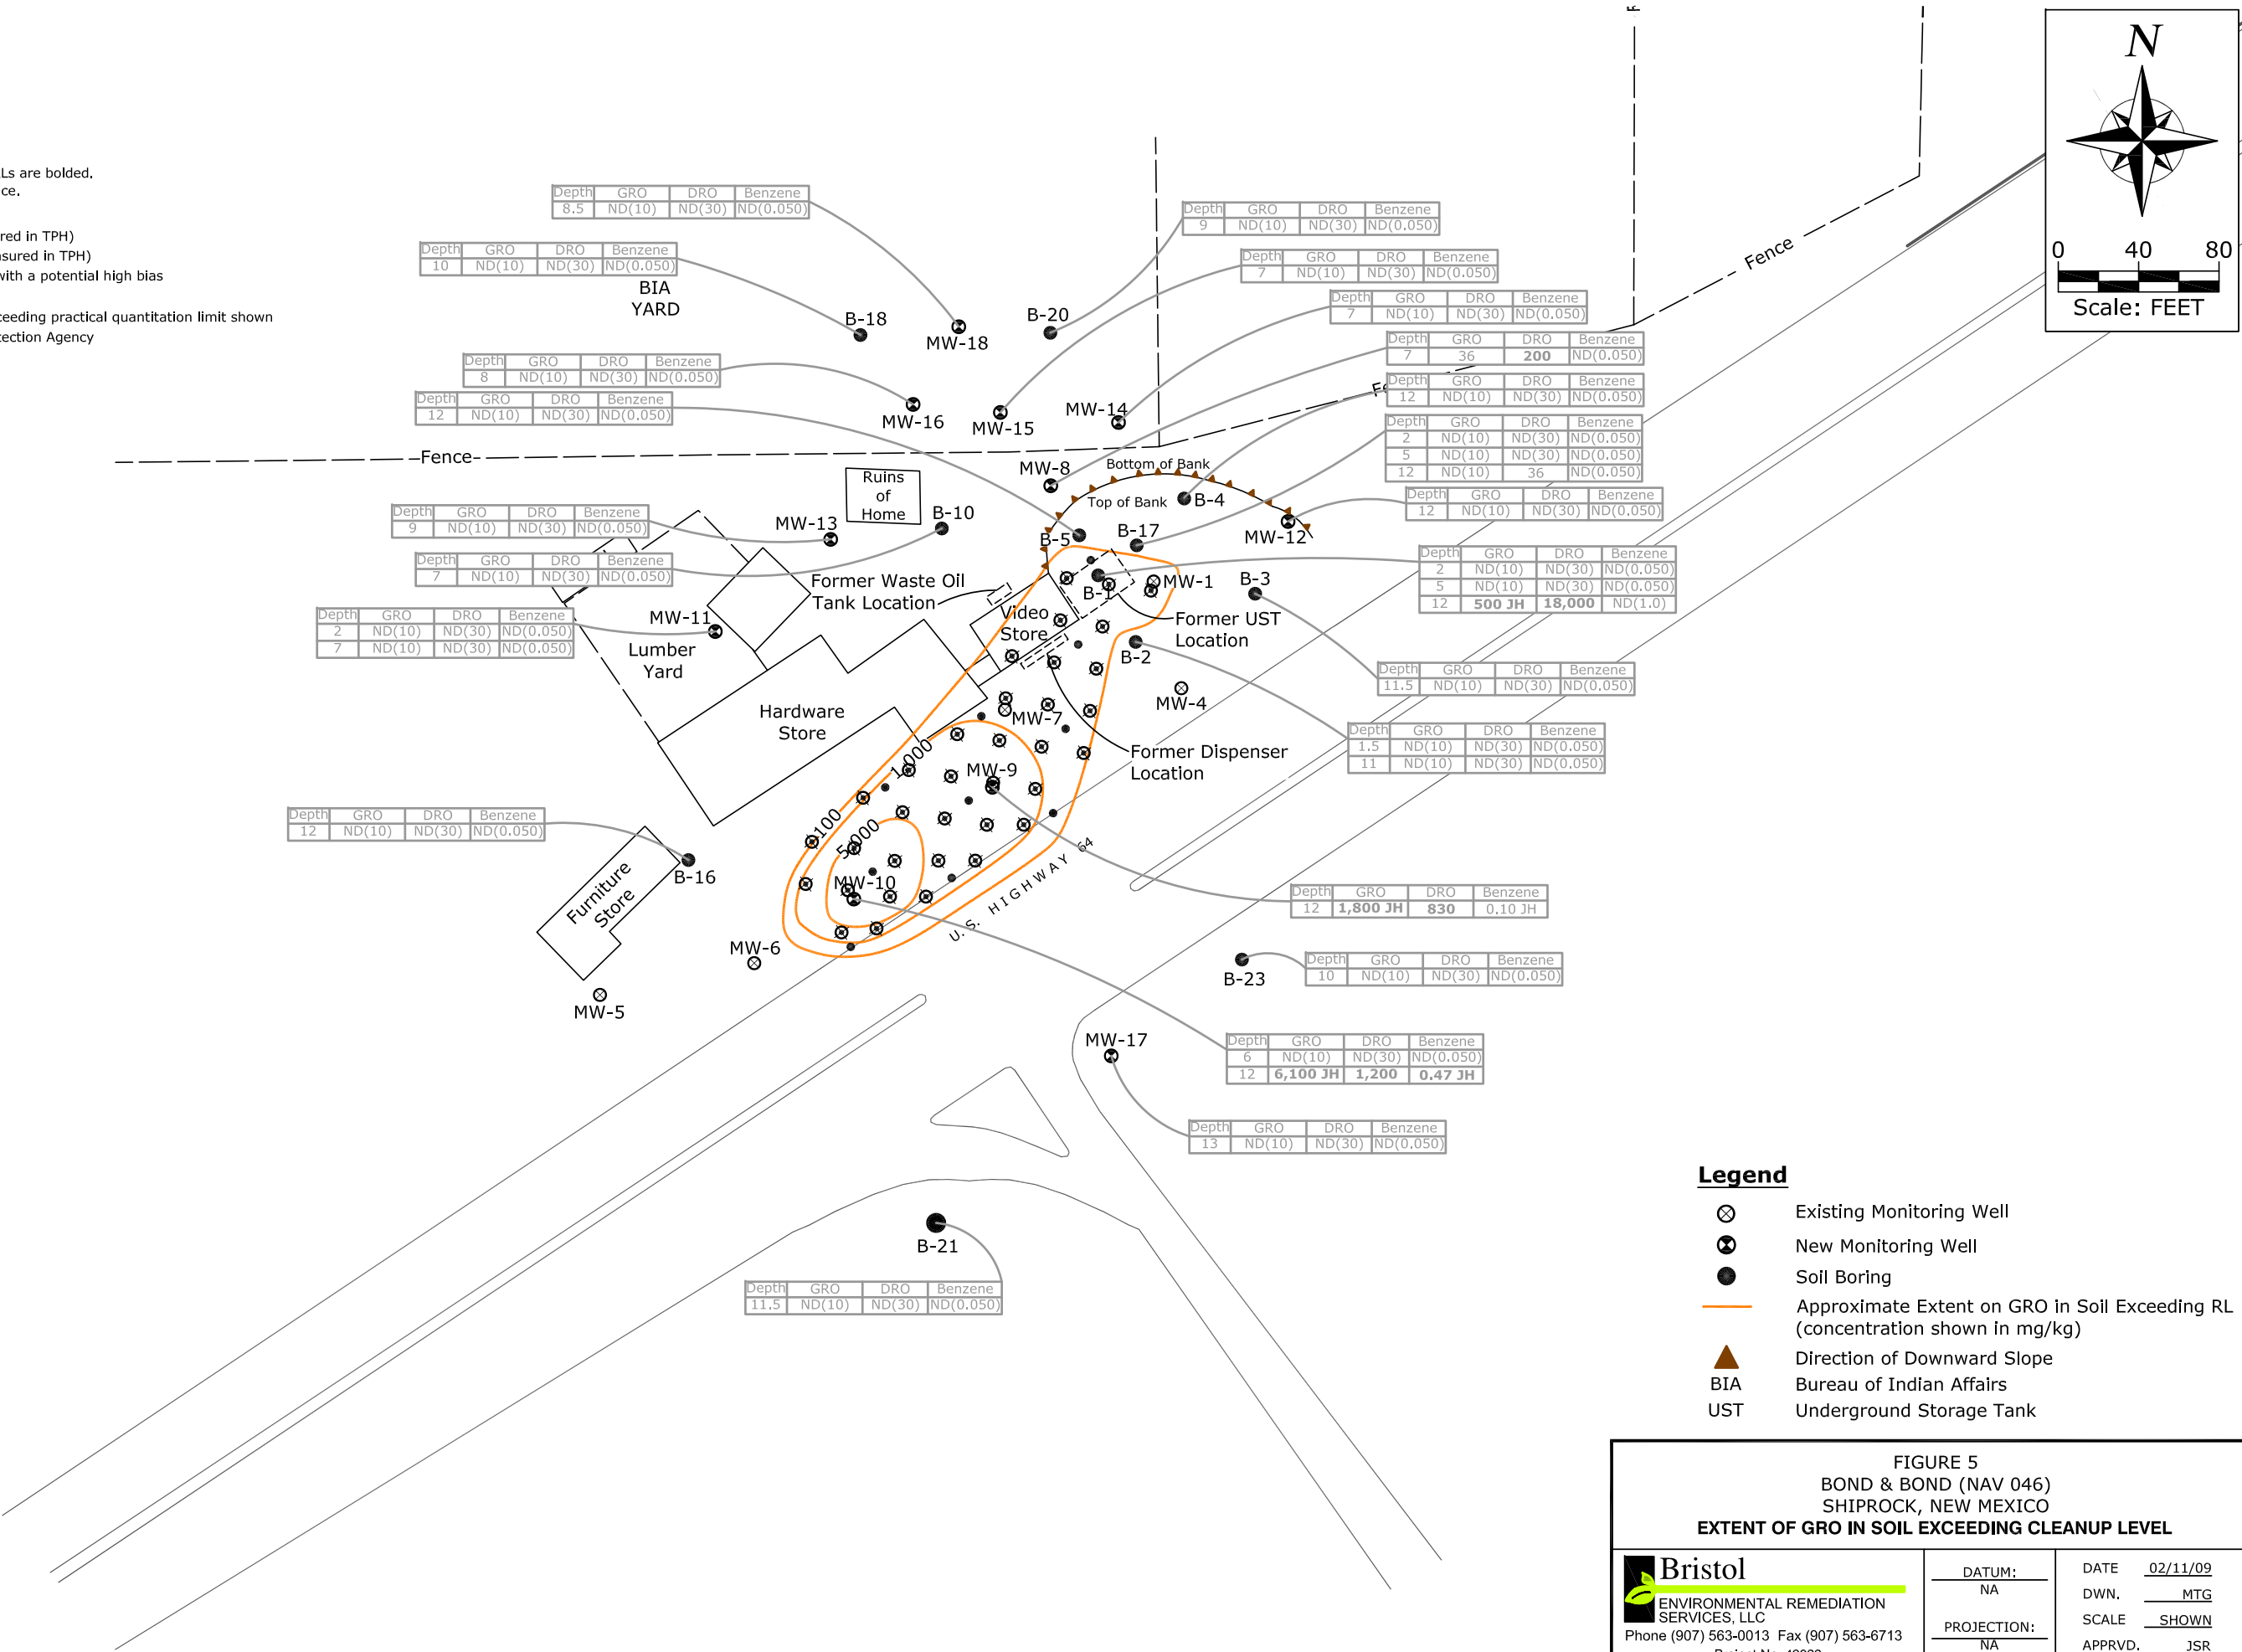 Ls are bolded.
ce.
red in TPH)
sured in TPH)
with a potential high bias
ceeding practical quantitation limit shown
tection Agency
N
0 40 80
Scale: FEET
Depth GRO DRO Benzene
8.5 ND(10) ND(30) ND(0.050)
Depth GRO DRO Benzene
9 ND(10) ND(30) ND(0.050)
Depth GRO DRO Benzene
10 ND(10) ND(30) ND(0.050)
Depth GRO DRO Benzene
7 ND(10) ND(30) ND(0.050)
BIA
YARD
B-18
MW-18
B-20
Depth GRO DRO Benzene
7 ND(10) ND(30) ND(0.050)
Fence
Depth GRO DRO Benzene
7 36 200 ND(0.050)
Depth GRO DRO Benzene
8 ND(10) ND(30) ND(0.050)
Depth GRO DRO Benzene
12 ND(10) ND(30) ND(0.050)
Depth GRO DRO Benzene
12 ND(10) ND(30) ND(0.050)
MW-16
MW-15
MW-14
Depth GRO DRO Benzene
2 ND(10) ND(30) ND(0.050)
5 ND(10) ND(30) ND(0.050)
12 ND(10) 36 ND(0.050)
Fence
MW-8
Bottom of Bank
Top of Bank
B-4
Ruins
of
Home
Depth GRO DRO Benzene
12 ND(10) ND(30) ND(0.050)
Depth GRO DRO Benzene
9 ND(10) ND(30) ND(0.050)
MW-13
B-10
B-5
B-17
MW-12
Depth GRO DRO Benzene
7 ND(10) ND(30) ND(0.050)
Depth GRO DRO Benzene
2 ND(10) ND(30) ND(0.050)
5 ND(10) ND(30) ND(0.050)
12 500 JH 18,000 ND(1.0)
Former Waste Oil
Tank Location
B-1
MW-1
B-3
Depth GRO DRO Benzene
2 ND(10) ND(30) ND(0.050)
7 ND(10) ND(30) ND(0.050)
MW-11
Lumber
Yard
Video
Store
Former UST
Location
B-2
Depth GRO DRO Benzene
11.5 ND(10) ND(30) ND(0.050)
MW-4
Hardware
Store
MW-7
Depth GRO DRO Benzene
1.5 ND(10) ND(30) ND(0.050)
11 ND(10) ND(30) ND(0.050)
Former Dispenser
Location
1,000
MW-9
100
5,000
Depth GRO DRO Benzene
12 ND(10) ND(30) ND(0.050)
B-16
Furniture
Store
MW-10
U.S. HIGHWAY 64
Depth GRO DRO Benzene
12 1,800 JH 830 0.10 JH
MW-6
MW-5
B-23
Depth GRO DRO Benzene
10 ND(10) ND(30) ND(0.050)
MW-17
Depth GRO DRO Benzene
6 ND(10) ND(30) ND(0.050)
12 6,100 JH 1,200 0.47 JH
Depth GRO DRO Benzene
13 ND(10) ND(30) ND(0.050)
B-21
Depth GRO DRO Benzene
11.5 ND(10) ND(30) ND(0.050)
Legend
Existing Monitoring Well
New Monitoring Well
Soil Boring
Approximate Extent on GRO in Soil Exceeding RL
(concentration shown in mg/kg)
Direction of Downward Slope
BIA Bureau of Indian Affairs
UST Underground Storage Tank
FIGURE 5
BOND & BOND (NAV 046)
SHIPROCK, NEW MEXICO
EXTENT OF GRO IN SOIL EXCEEDING CLEANUP LEVEL
Bristol
ENVIRONMENTAL REMEDIATION
SERVICES, LLC
Phone (907) 563-0013 Fax (907) 563-6713
DATUM:
NA
PROJECTION:
NA
DATE 02/11/09
DWN. MTG
SCALE SHOWN
APPRVD. JSR